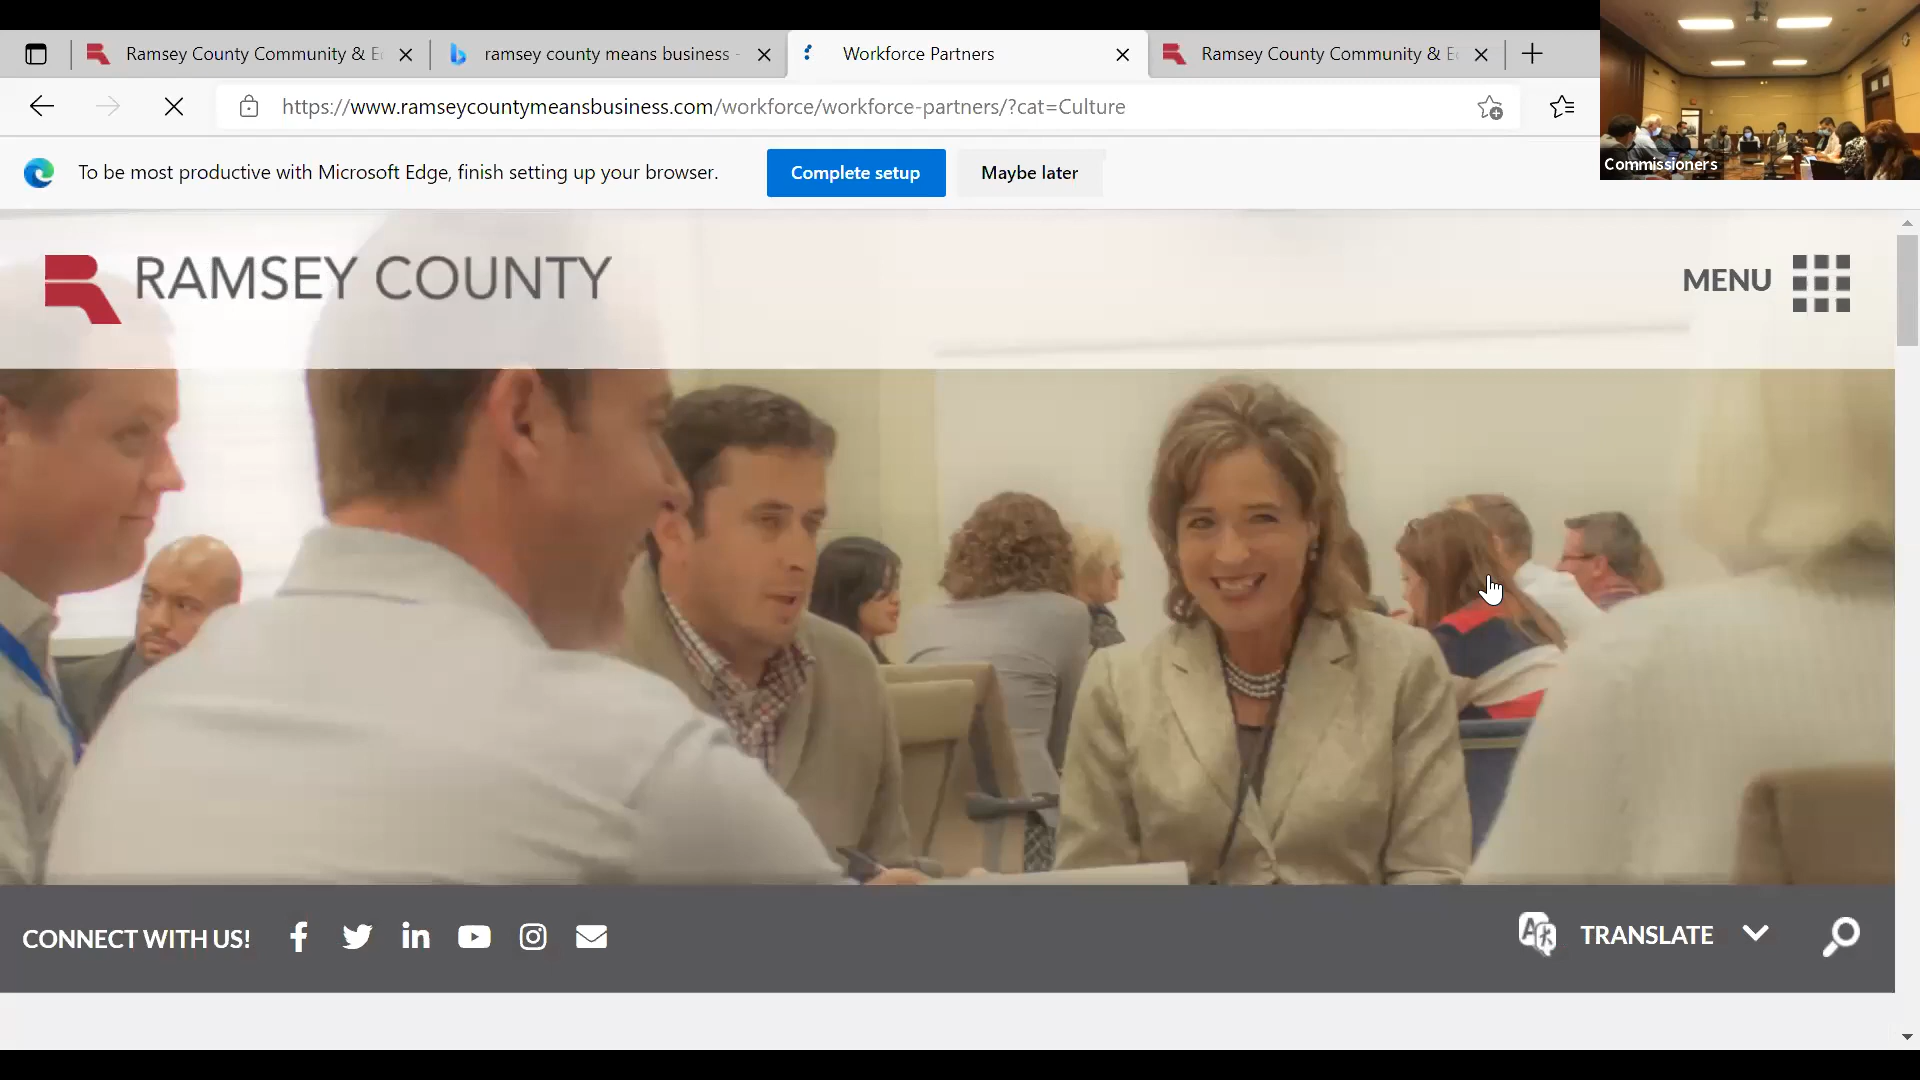 Ramsey County Community & E
ramsey county means business -
Workforce Partners
Ramsey County Community & E
https://www.ramseycountymeansbusiness.com/workforce/workforce-partners/?cat=Culture
To be most productive with Microsoft Edge, finish setting up your browser.
Complete setup
Maybe later
Commissioners
RAMSEY COUNTY
MENU
CONNECT WITH US!
TRANSLATE